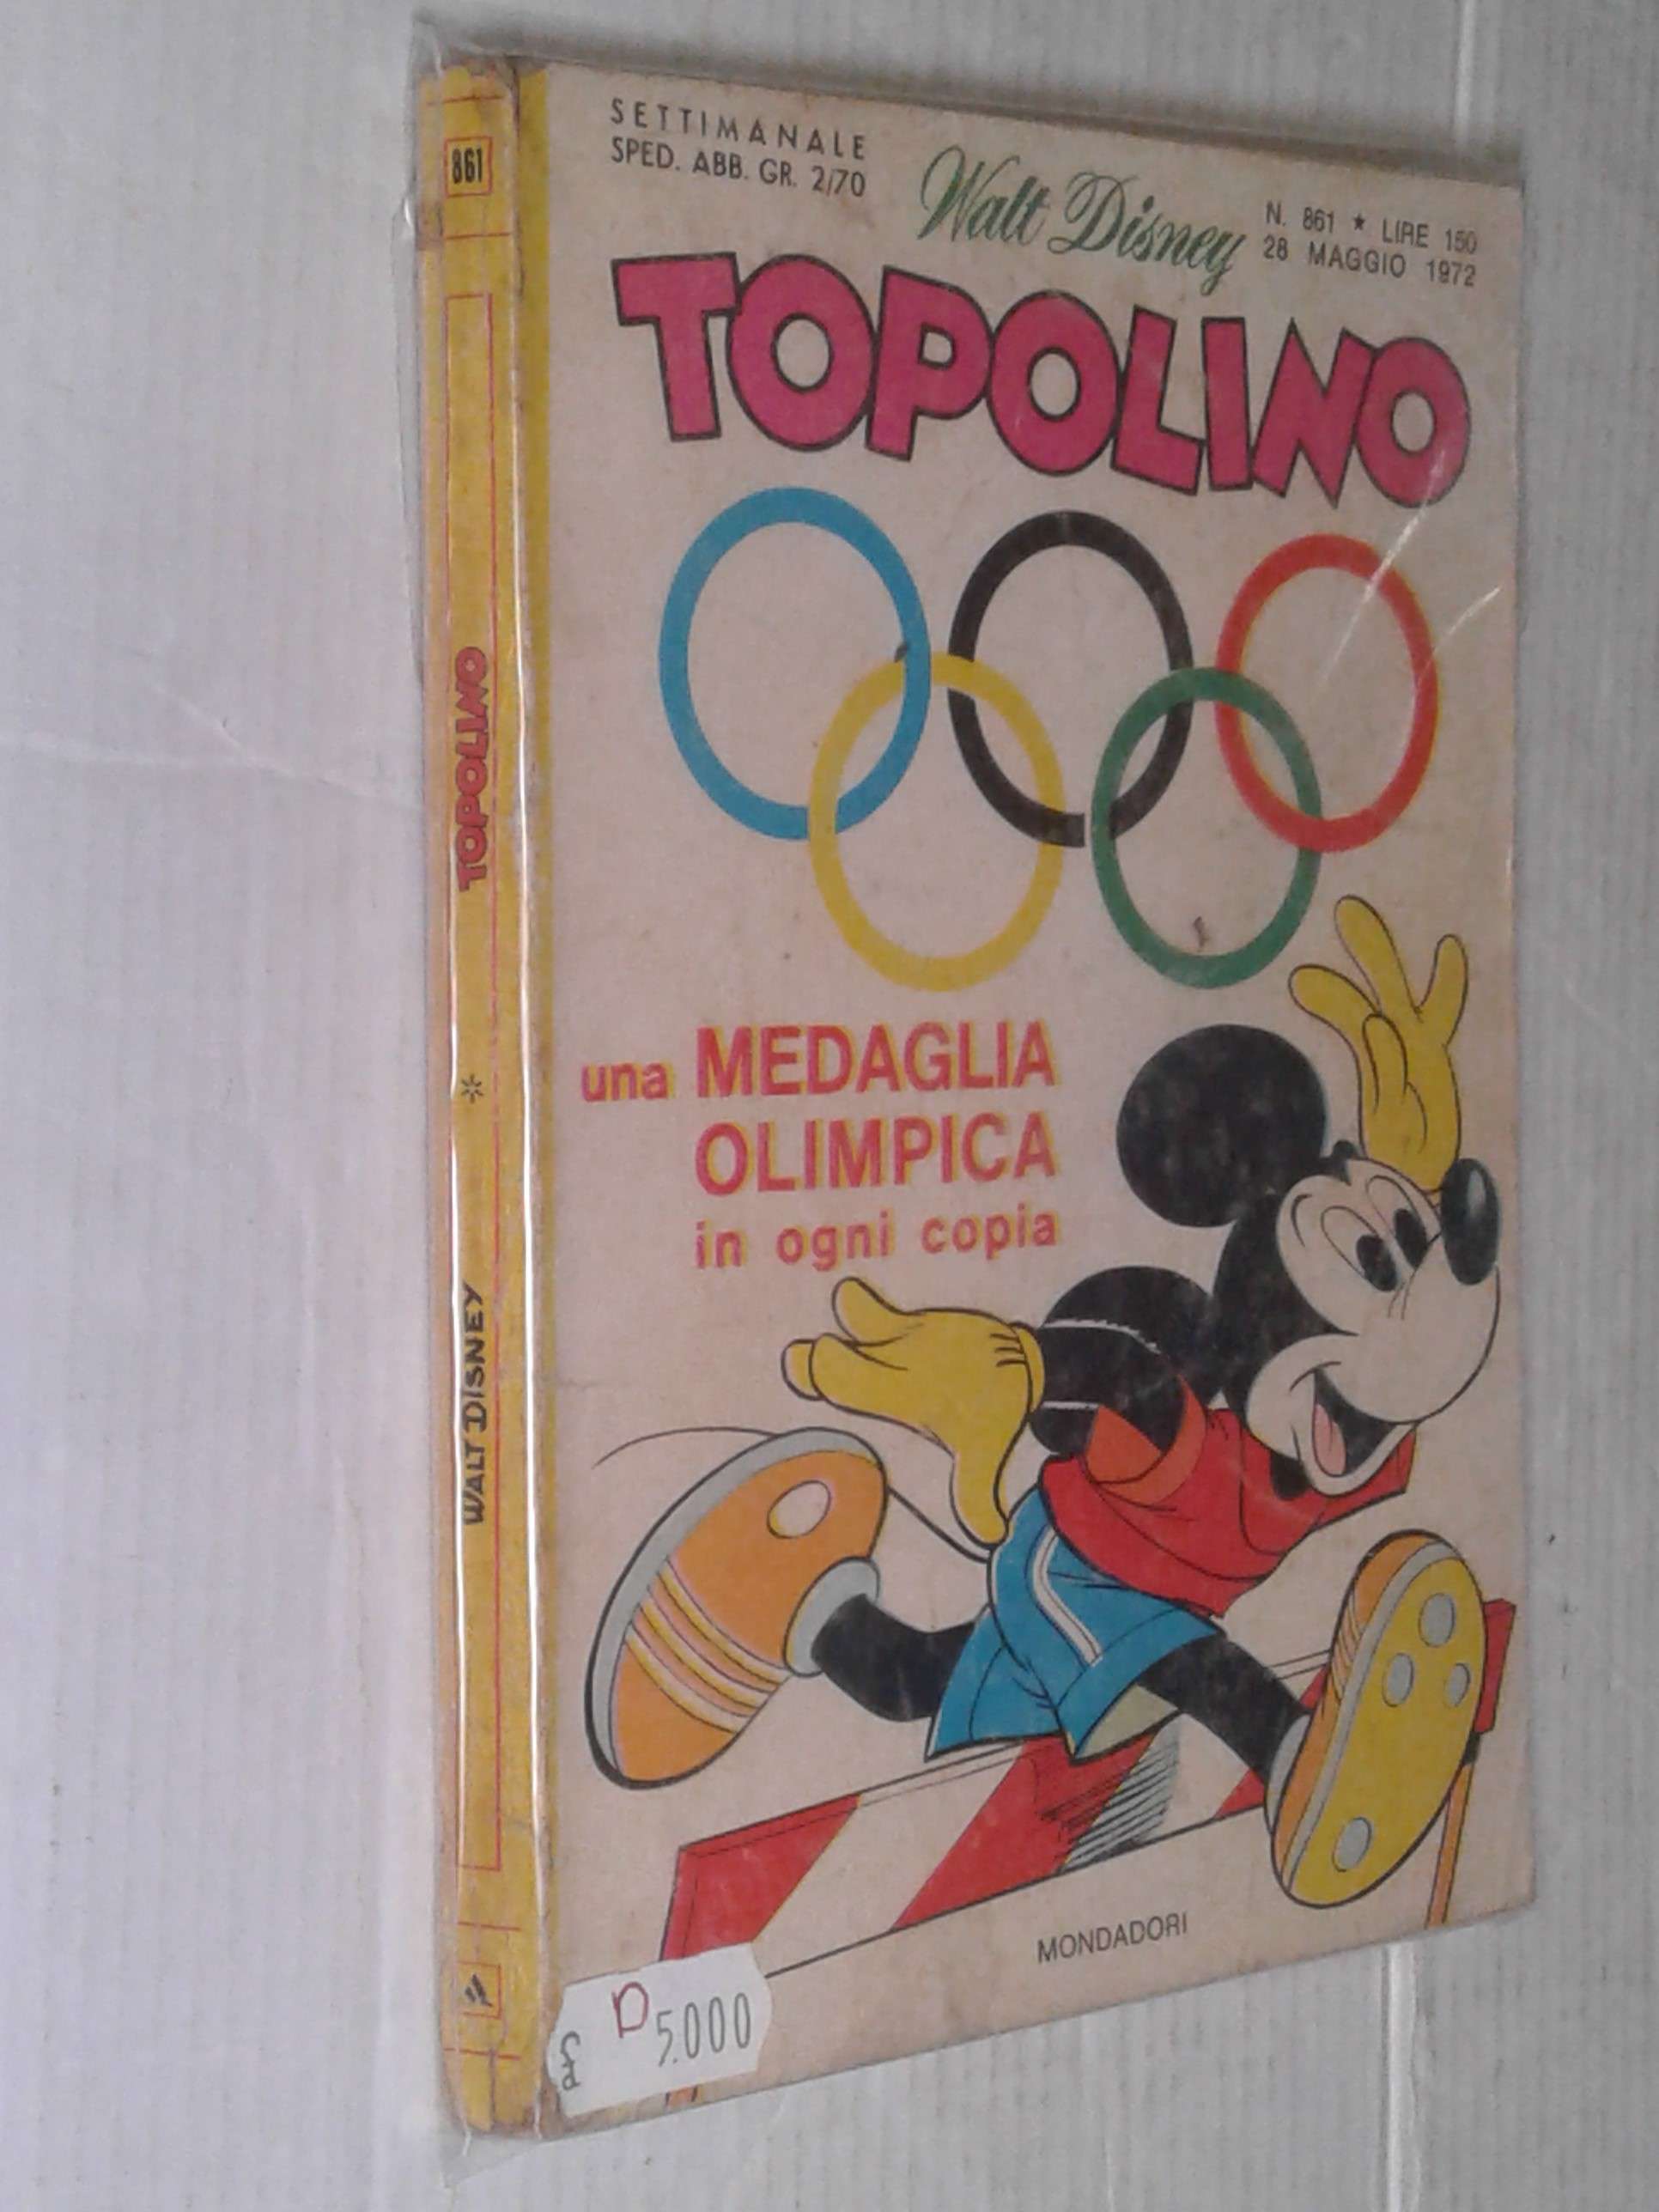 861
TOPOLINO
*
WALT DISNEY
SETTIMANALE
SPED. ABB. GR. 2/70
Walt Disney
N. 861 * LIRE 150
28 MAGGIO 1972
TOPOLINO
una MEDAGLIA
OLIMPICA
in ogni copia
MONDADORI
£ D 5.000